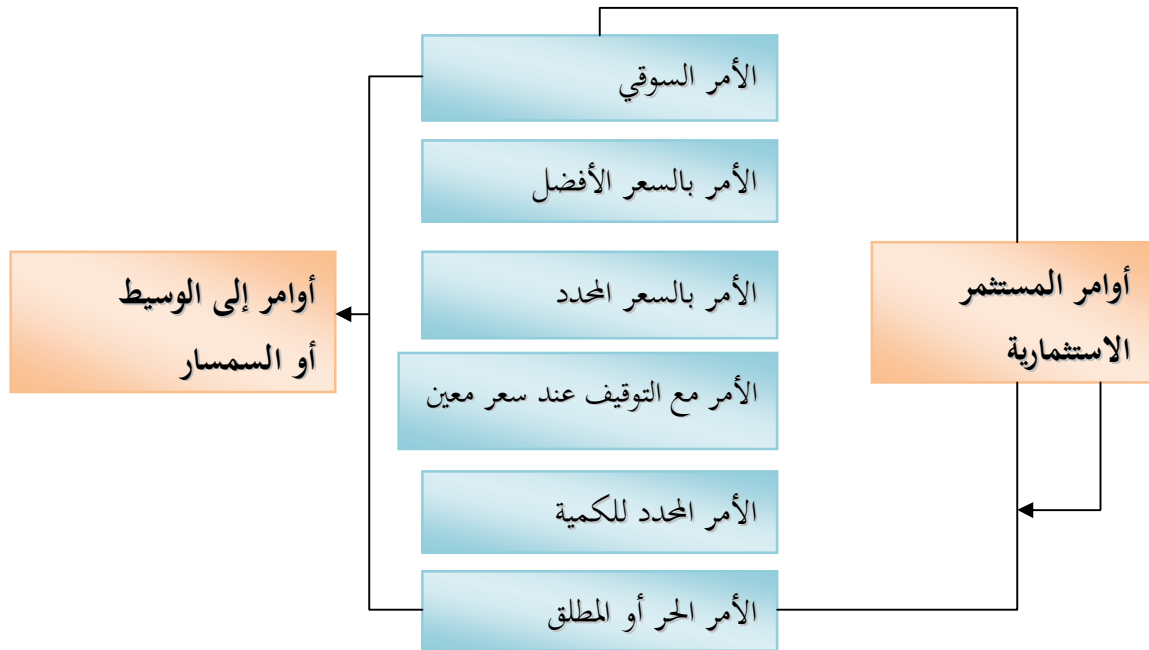 أوامر المستثمر
الاستثمارية
الأمر السوقي
الأمر بالسعر الأفضل
الأمر بالسعر المحدد
الأمر مع التوقيف عند سعر معين
الأمر المحدد للكمية
الأمر الحر أو المطلق
أوامر إلى الوسيط
أو السمسار